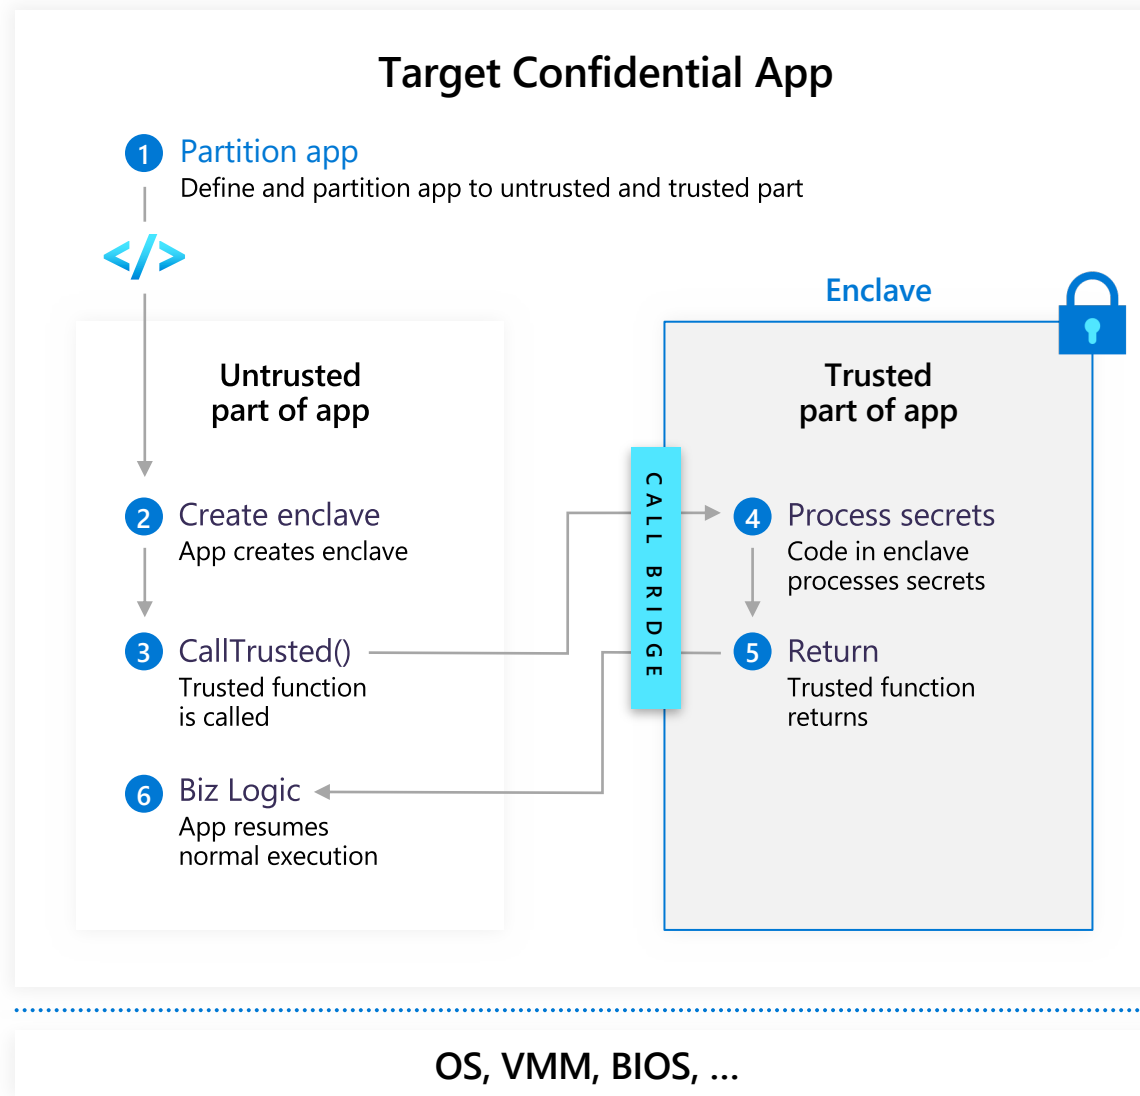 Target Confidential App
1 Partition app
Define and partition app to untrusted and trusted part
</>
Enclave
Untrusted
part of app
2 Create enclave
App creates enclave
3 CallTrusted()
Trusted function
is called
6 Biz Logic
App resumes
normal execution
CALL BRIDGE
Trusted
part of app
4 Process secrets
Code in enclave
processes secrets
5 Return
Trusted function
returns
OS, VMM, BIOS, ...